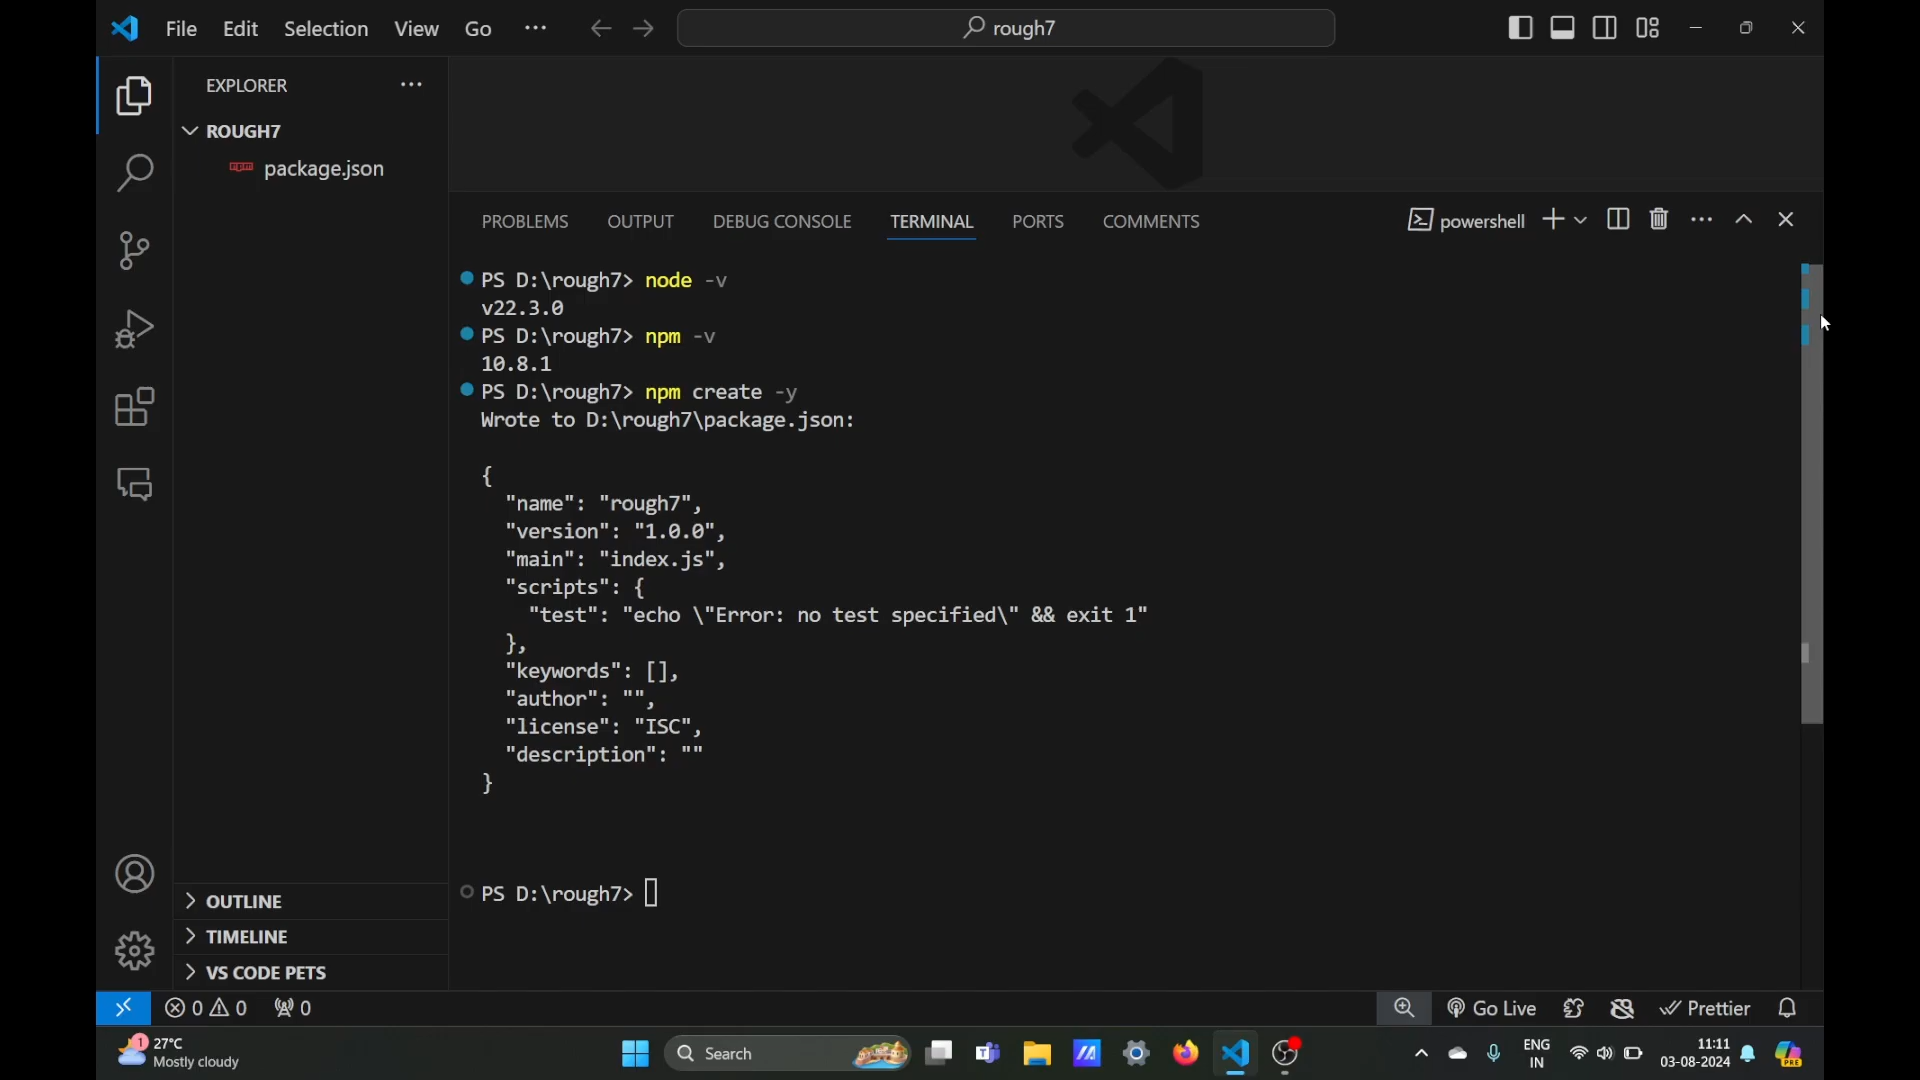 File Edit Selection View Go ··· rough7
EXPLORER ···
ROUGH7
package.json
PROBLEMS OUTPUT DEBUG CONSOLE TERMINAL PORTS COMMENTS powershell
PS D:\rough7> node -v
v22.3.0
PS D:\rough7> npm -v
10.8.1
PS D:\rough7> npm create -y
Wrote to D:\rough7\package.json:
{
"name": "rough7",
"version": "1.0.0",
"main": "index.js",
"scripts": {
"test": "echo \"Error: no test specified\" && exit 1"
},
"keywords": [],
"author": "",
"license": "ISC",
"description": ""
}
PS D:\rough7>
OUTLINE
TIMELINE
VS CODE PETS
0 0 0 Go Live Prettier
1 27°C
Mostly cloudy
Search
ENG
IN
11:11
03-08-2024
PRE